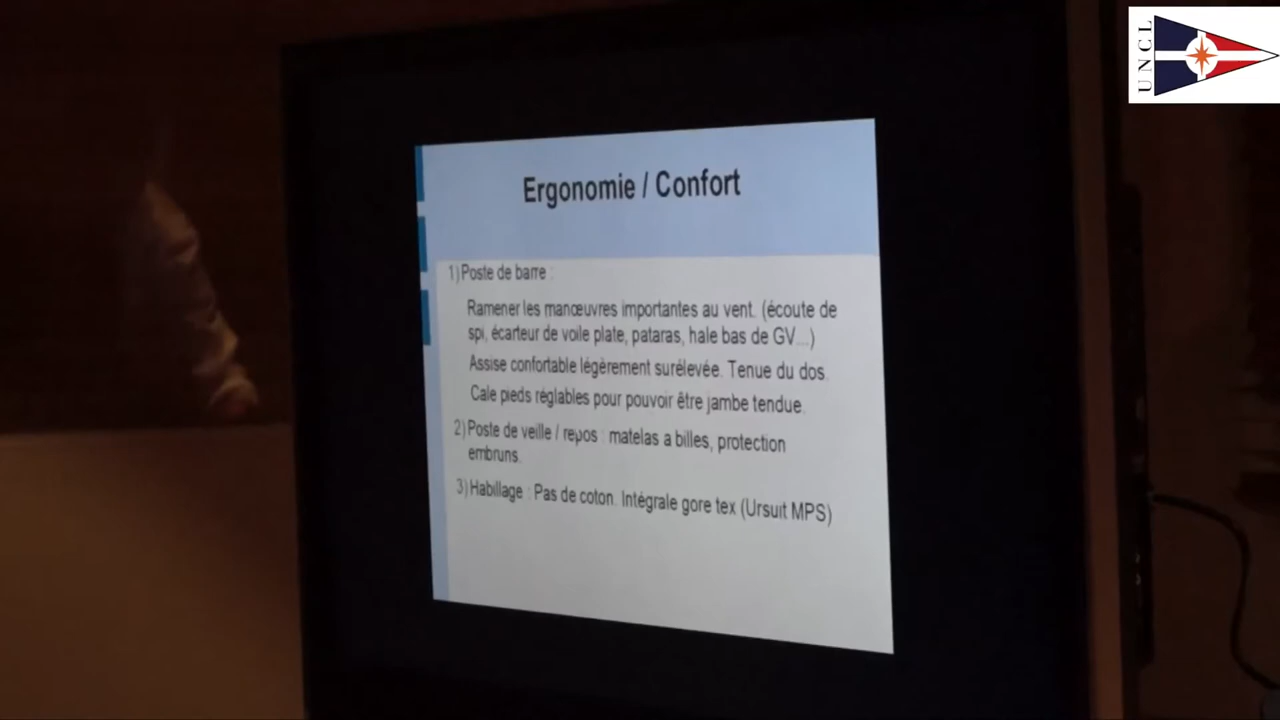 UNCL
Ergonomie / Confort
1) Poste de barre :
Ramener les manœuvres importantes au vent. (écoute de
spi, écarteur de voile plate, pataras, hale bas de GV...)
Assise confortable légèrement surélevée. Tenue du dos.
Cale pieds réglables pour pouvoir être jambe tendue.
2) Poste de veille / repos : matelas a billes, protection
embruns.
3) Habillage : Pas de coton. Intégrale gore tex (Ursuit MPS)